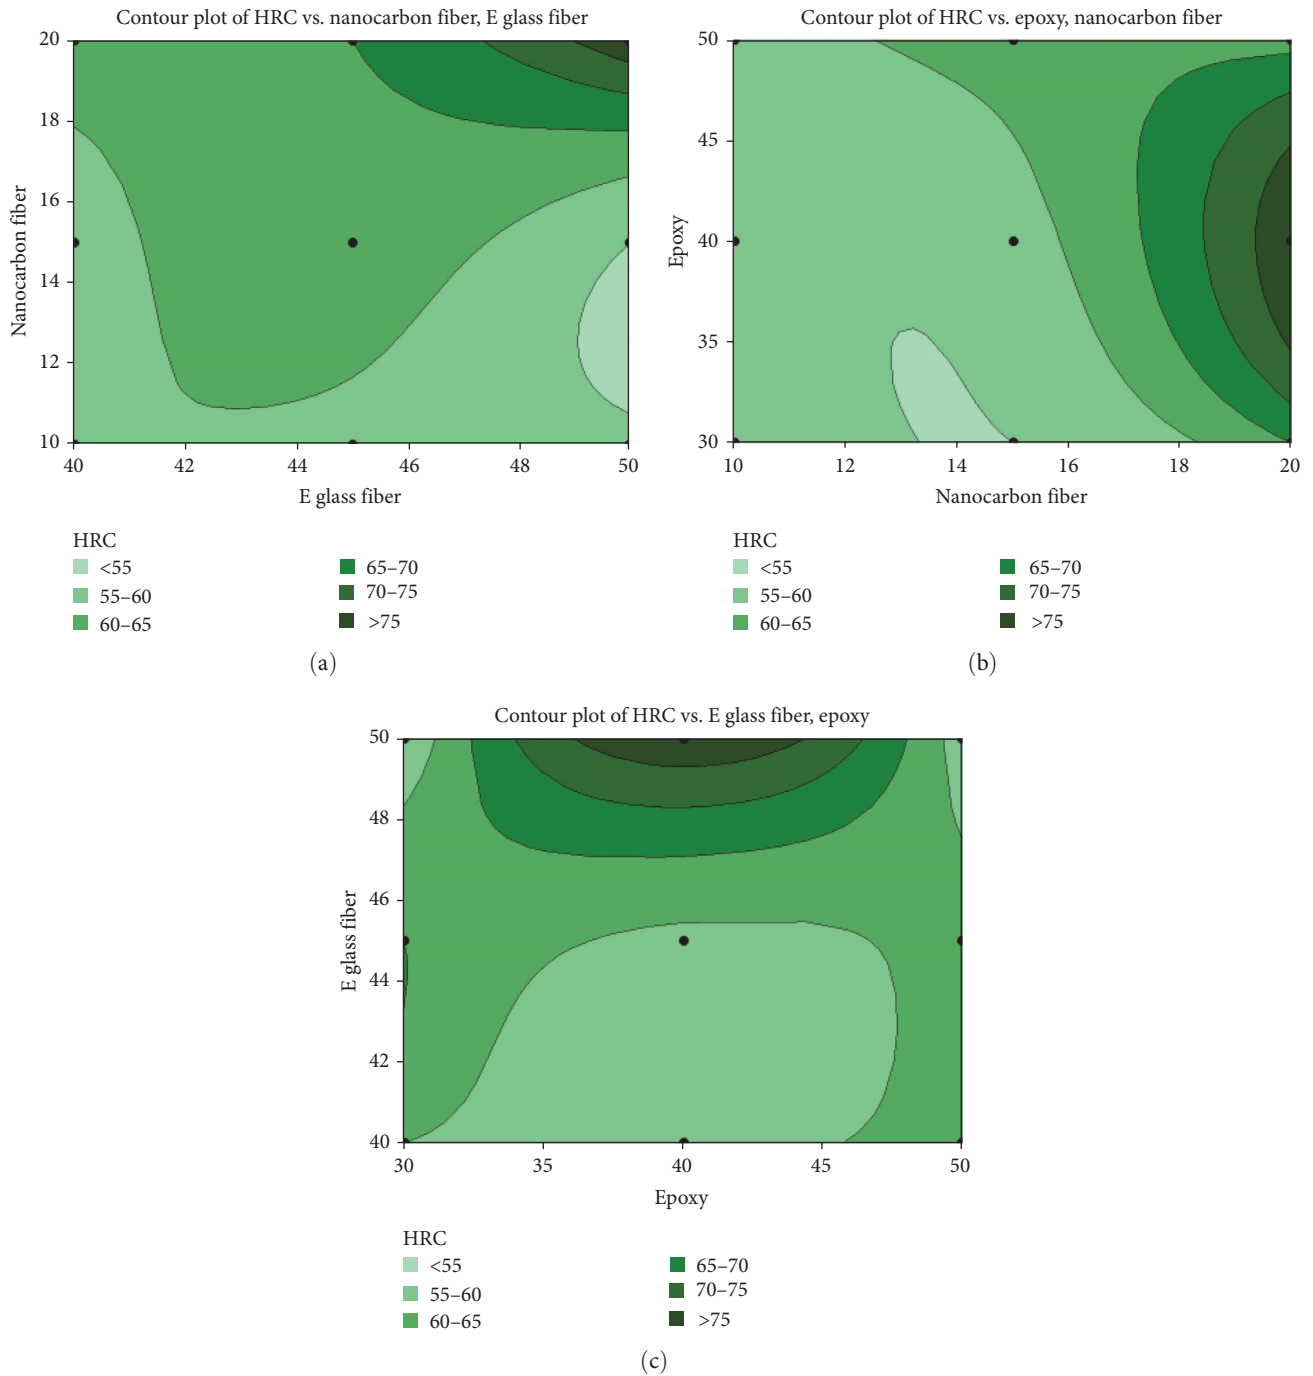 Contour plot of HRC vs. nanocarbon fiber, E glass fiber
20
18
16
14
12
10
Nanocarbon fiber
40 42 44 46 48 50
E glass fiber
HRC
<55
55–60
60–65
65–70
70–75
>75
(a)
Contour plot of HRC vs. epoxy, nanocarbon fiber
50
45
40
35
30
Epoxy
10 12 14 16 18 20
Nanocarbon fiber
HRC
<55
55–60
60–65
65–70
70–75
>75
(b)
Contour plot of HRC vs. E glass fiber, epoxy
50
48
46
44
42
40
E glass fiber
30 35 40 45 50
Epoxy
HRC
<55
55–60
60–65
65–70
70–75
>75
(c)